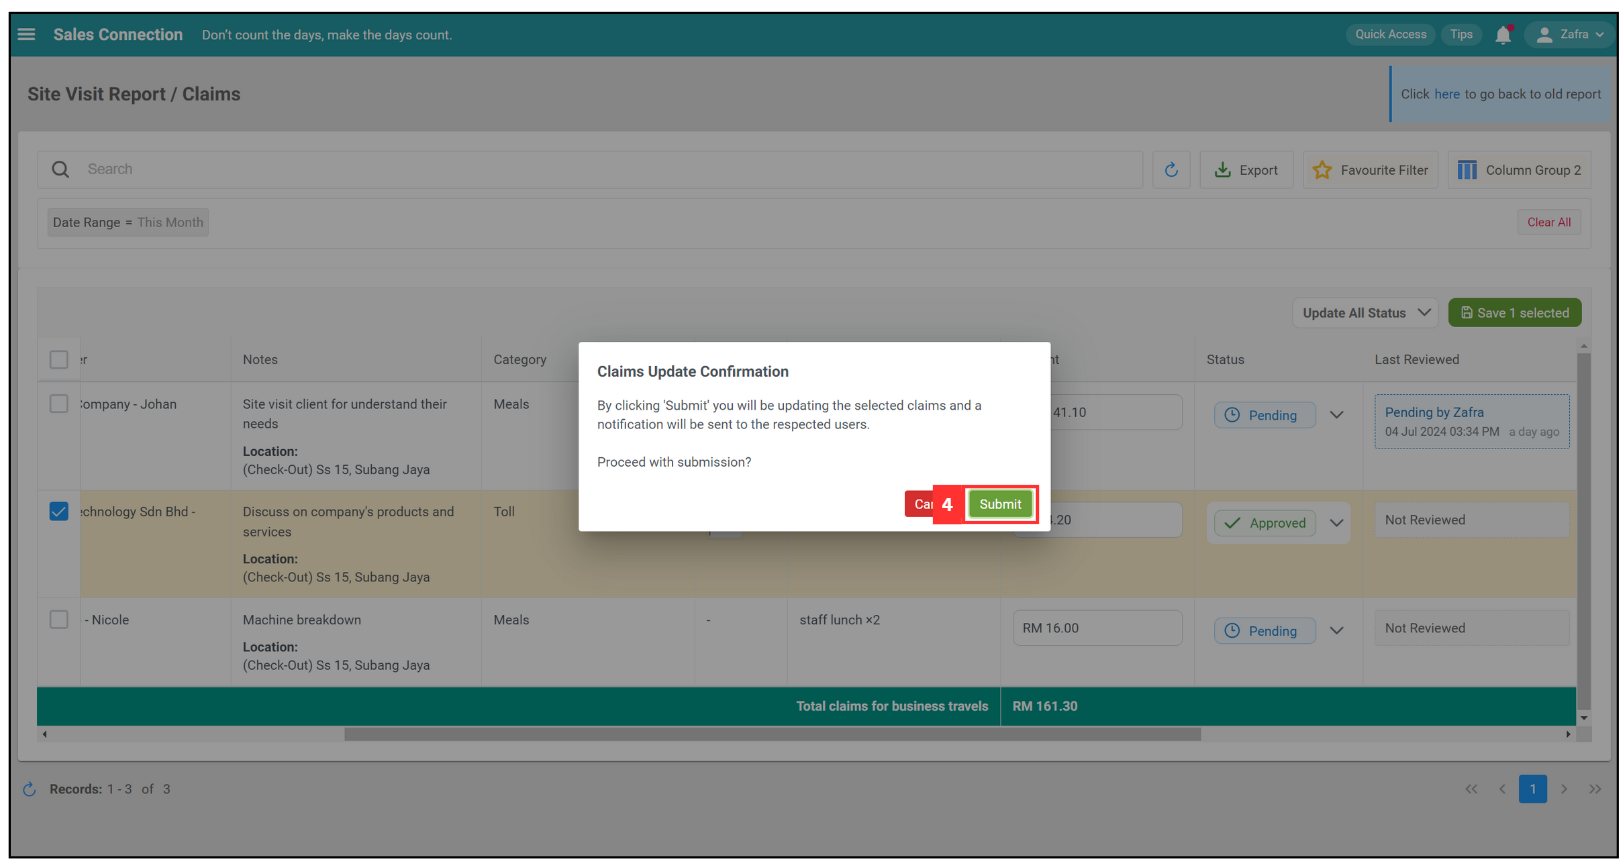 Sales Connection Don't count the days, make the days count. Quick Access Tips Zafra
Site Visit Report / Claims
Click here to go back to old report
Search Export Favourite Filter Column Group 2
Date Range = This Month Clear All
Update All Status Save 1 selected
Notes Category Status Last Reviewed
Company - Johan
Site visit client for understand their
needs
Location:
(Check-Out) Ss 15, Subang Jaya
Meals
41.10
Pending
Pending by Zafra
04 Jul 2024 03:34 PM a day ago
Claims Update Confirmation
By clicking 'Submit' you will be updating the selected claims and a
notification will be sent to the respected users.
Proceed with submission?
4 Submit
Sdn Bhd -
Discuss on company's products and
services
Location:
(Check-Out) Ss 15, Subang Jaya
Toll
.20
Approved
Not Reviewed
- Nicole
Machine breakdown
Location:
(Check-Out) Ss 15, Subang Jaya
Meals
-
staff lunch ×2
RM 16.00
Pending
Not Reviewed
Total claims for business travels RM 161.30
Records: 1 - 3 of 3
<< < 1 > >>